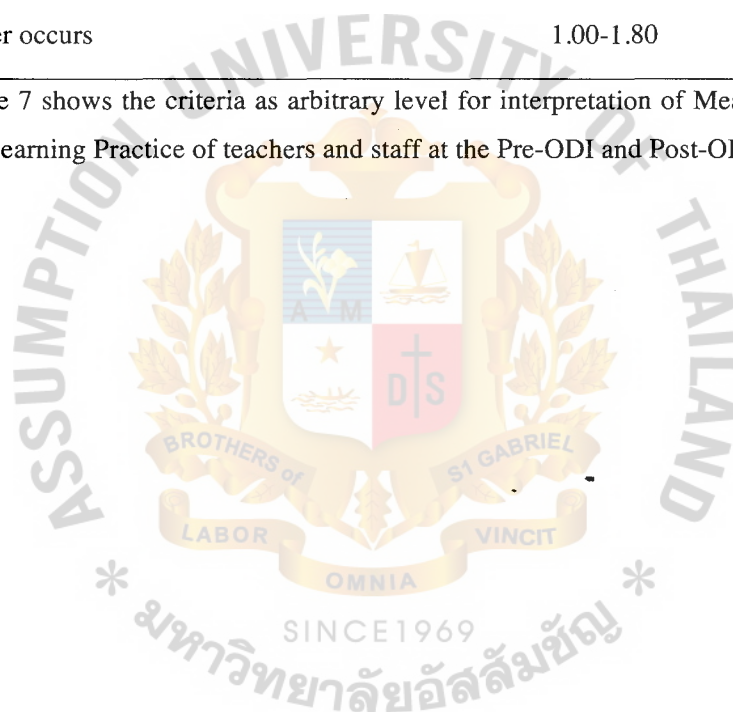 er occurs 1.00-1.80
e 7 shows the criteria as arbitrary level for interpretation of Mea
earning Practice of teachers and staff at the Pre-ODI and Post-O
ASSUMPTION UNIVERSITY OF THAILAND
A M
D S
BROTHERS of ST GABRIEL
LABOR VINCIT
OMNIA
* SINCE1969 *
มหาวิทยาลัยอัสสัมชัญ